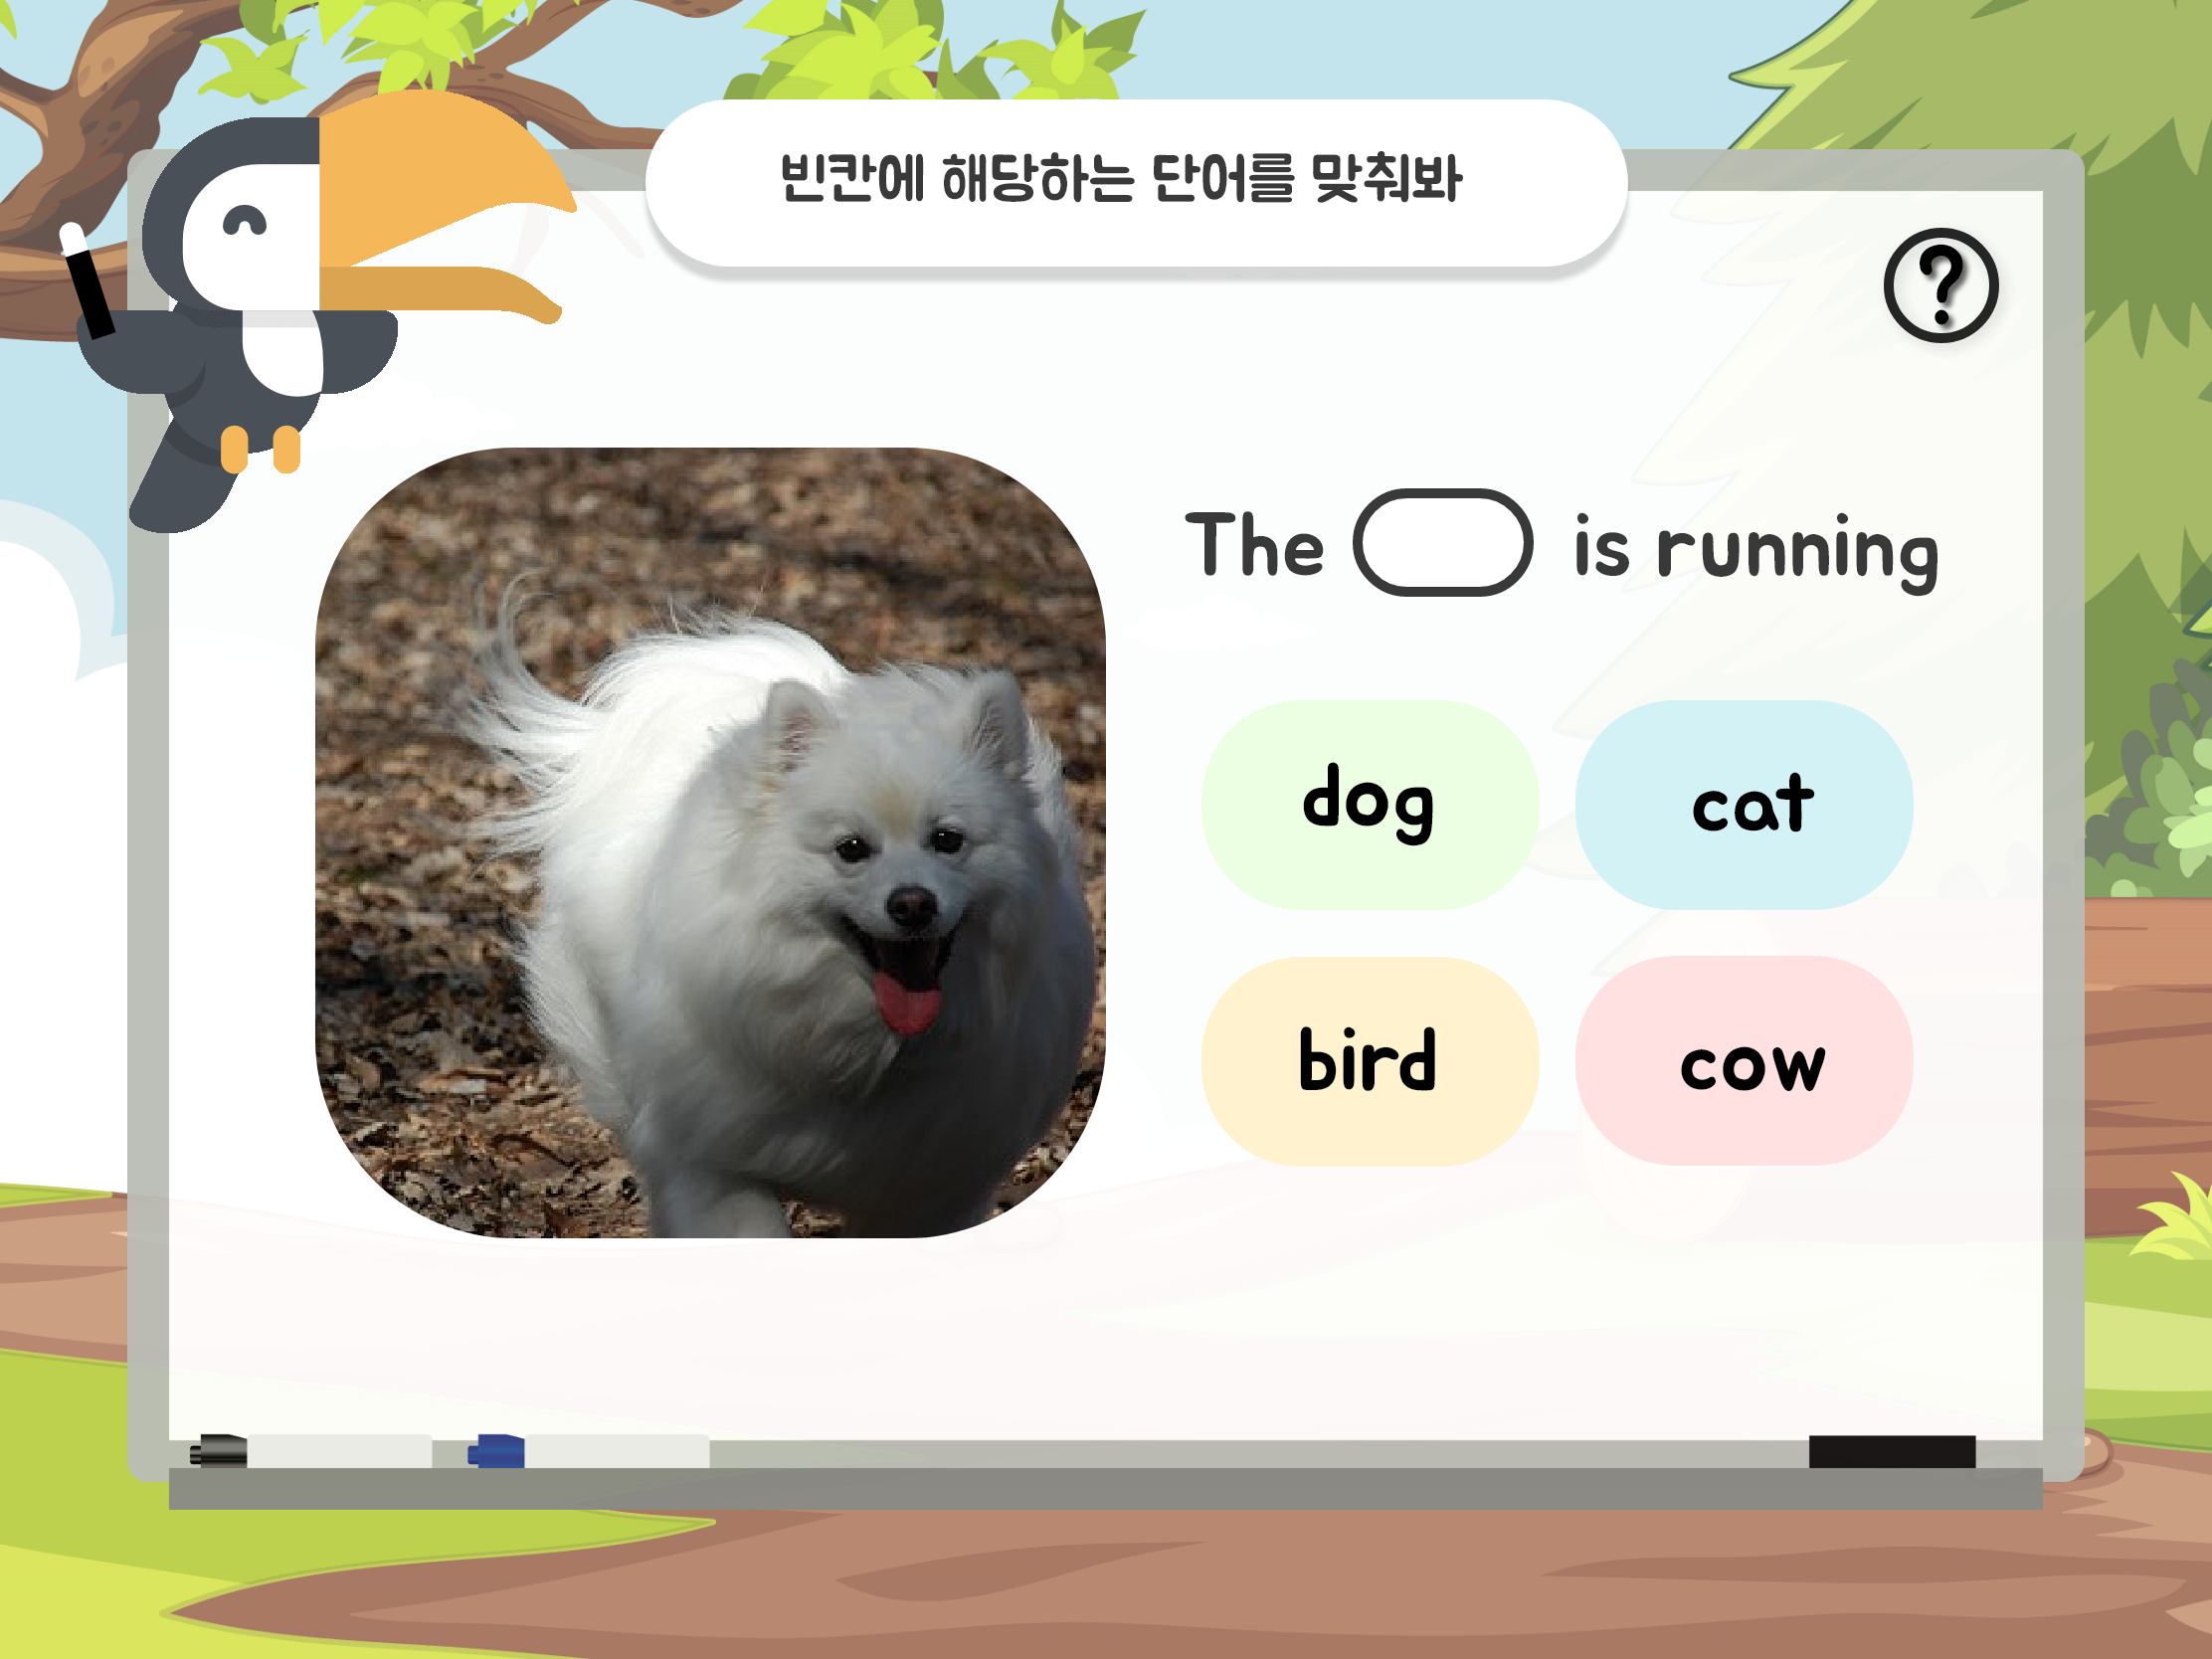 빈칸에 해당하는 단어를 맞춰봐
?
The is running
dog
cat
bird
cow